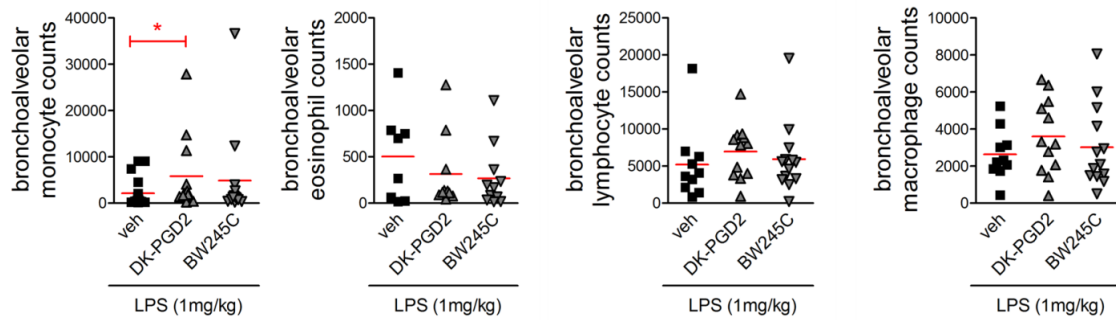 bronchoalveolar
monocyte counts
40000
30000
20000
10000
0
*
veh
DK-PGD2
BW245C
LPS (1mg/kg)
bronchoalveolar
eosinophil counts
2000
1500
1000
500
0
veh
DK-PGD2
BW245C
LPS (1mg/kg)
bronchoalveolar
lymphocyte counts
25000
20000
15000
10000
5000
0
veh
DK-PGD2
BW245C
LPS (1mg/kg)
bronchoalveolar
macrophage counts
10000
8000
6000
4000
2000
0
veh
DK-PGD2
BW245C
LPS (1mg/kg)